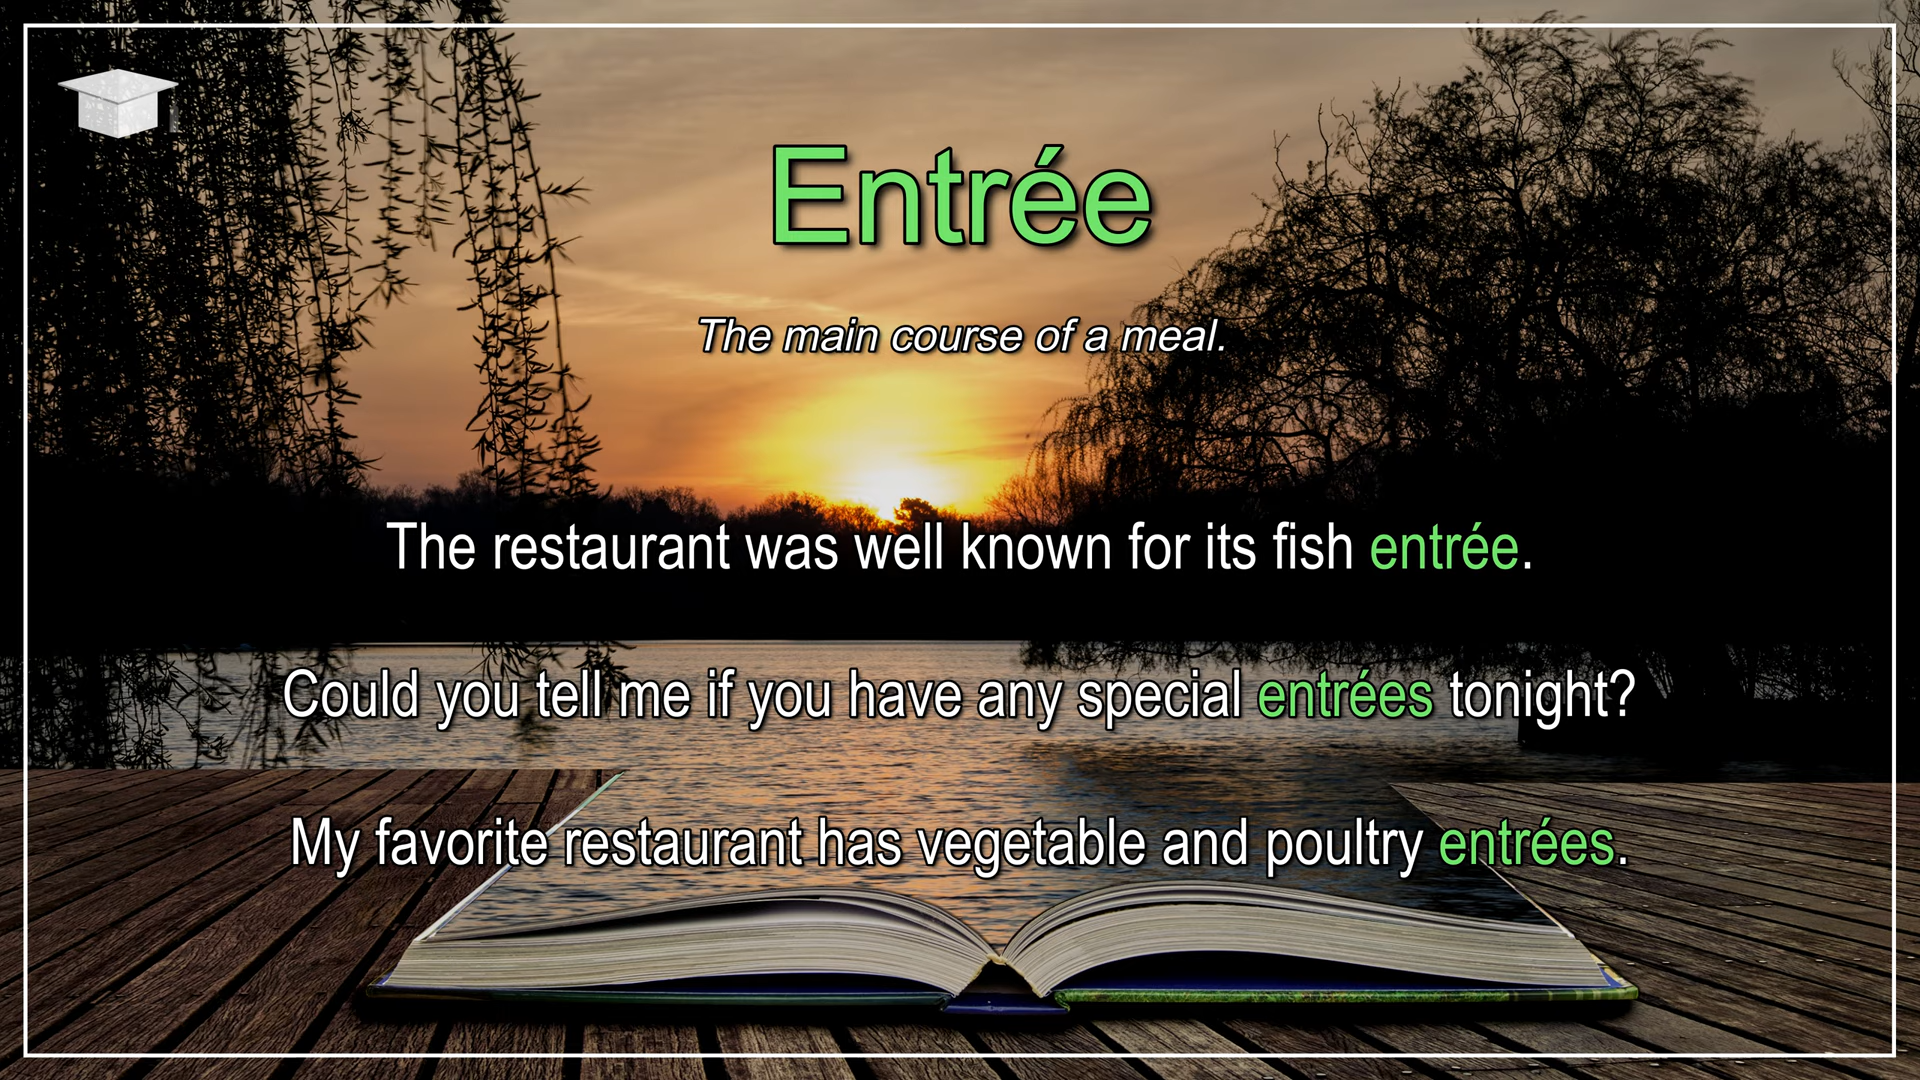 Entrée
The main course of a meal.
The restaurant was well known for its fish entrée.
Could you tell me if you have any special entrées tonight?
My favorite restaurant has vegetable and poultry entrées.